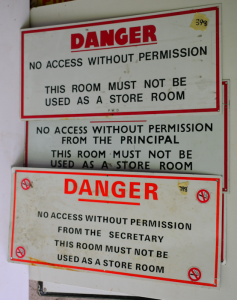 DANGER
NO ACCESS WITHOUT PERMISSION
THIS ROOM MUST NOT BE
USED AS A STORE ROOM
NO ACCESS WITHOUT PERMISSION
FROM THE PRINCIPAL
THIS ROOM MUST NOT BE
USED AS A STORE ROOM
DANGER
NO ACCESS WITHOUT PERMISSION
FROM THE SECRETARY
THIS ROOM MUST NOT BE
USED AS A STORE ROOM